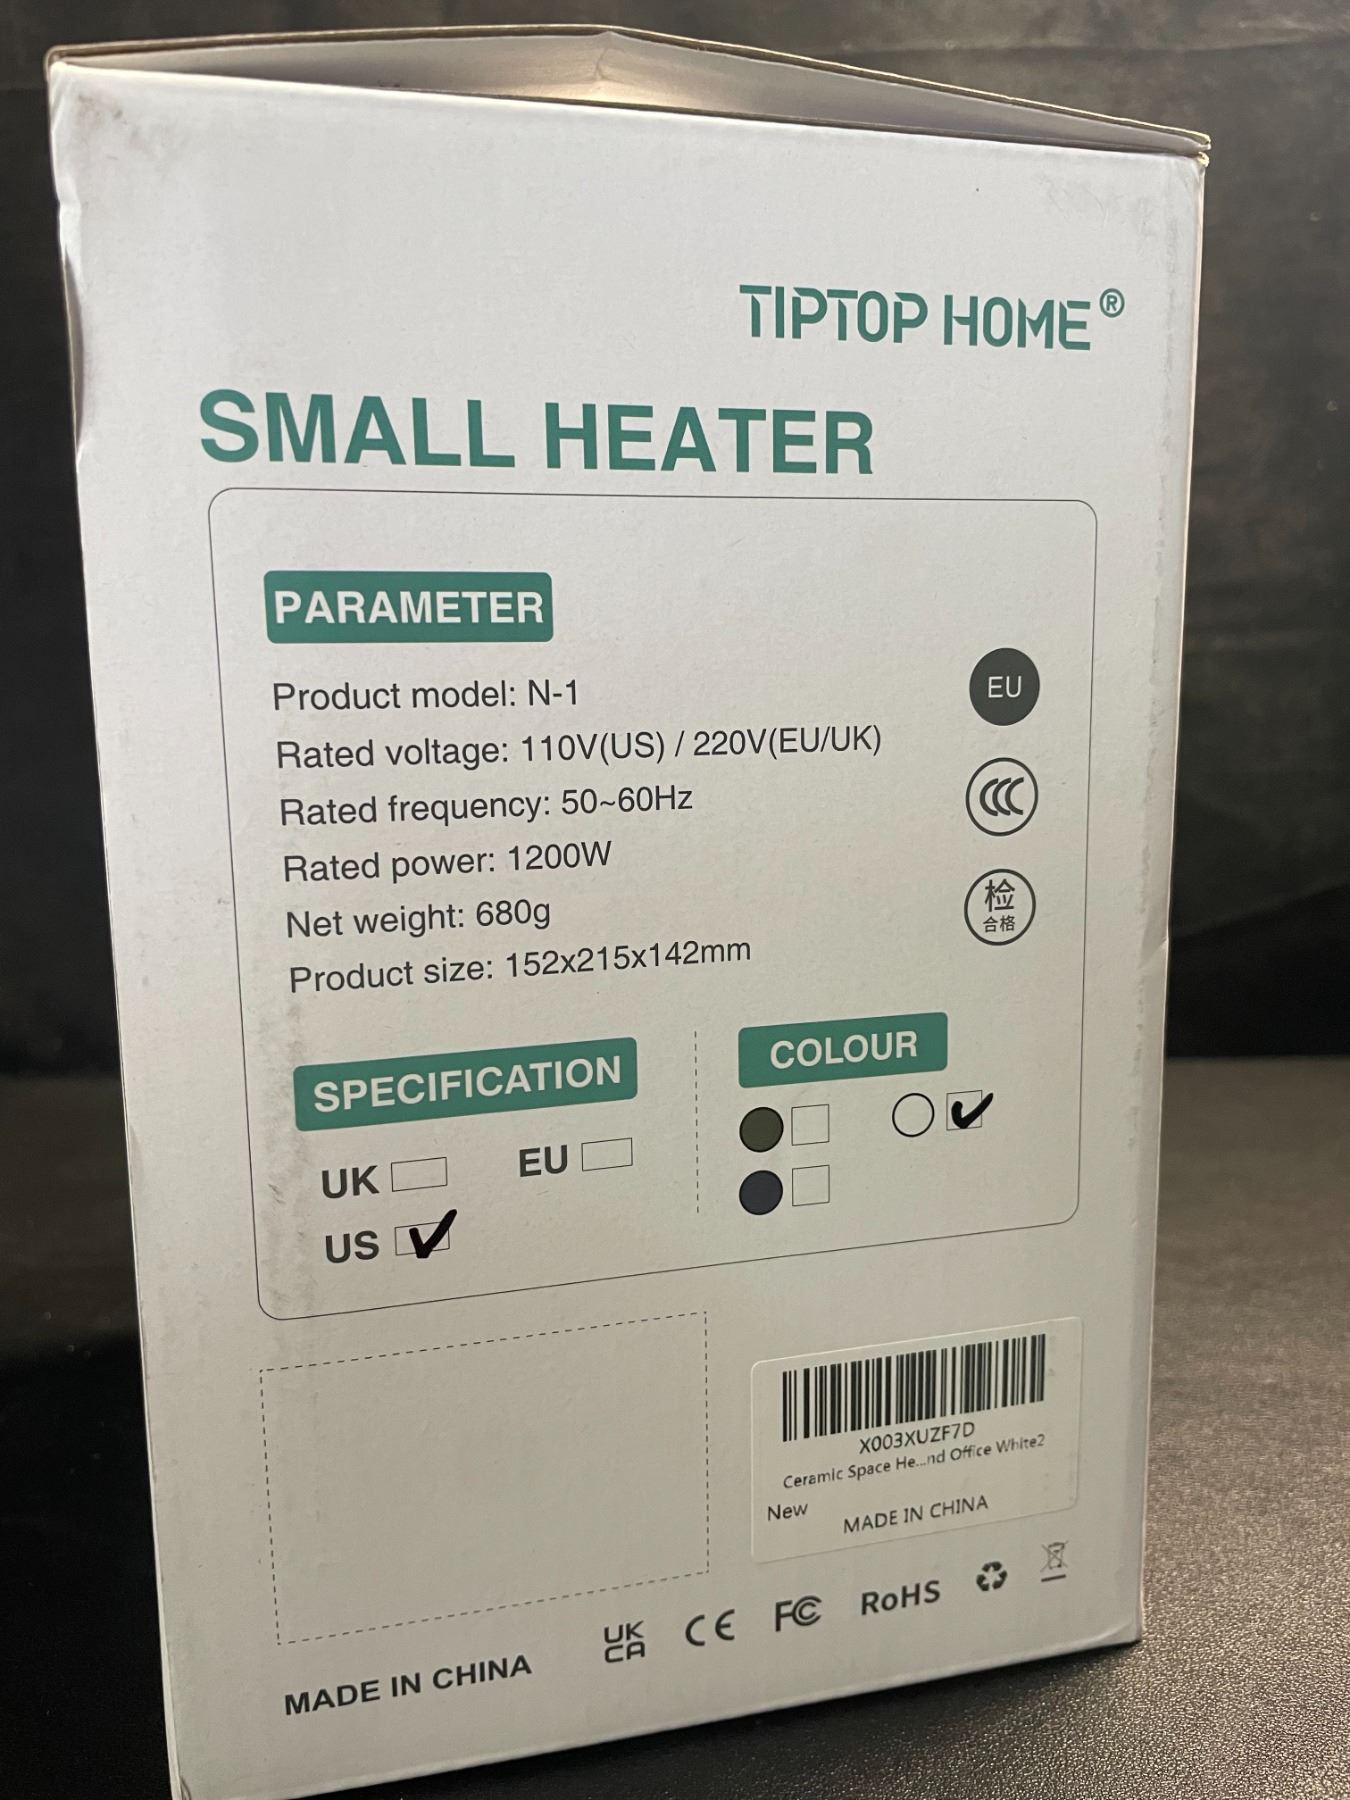 TIPTOP HOME®
SMALL HEATER
PARAMETER
Product model: N-1
Rated voltage: 110V(US) / 220V(EU/UK)
Rated frequency: 50~60Hz
Rated power: 1200W
Net weight: 680g
Product size: 152x215x142mm
EU
CCC
检
合格
SPECIFICATION
UK
EU
US
COLOUR
X003XUZF7D
Ceramic Space He...nd Office White2
New
MADE IN CHINA
MADE IN CHINA
UK
CA
CE
FC
RoHS